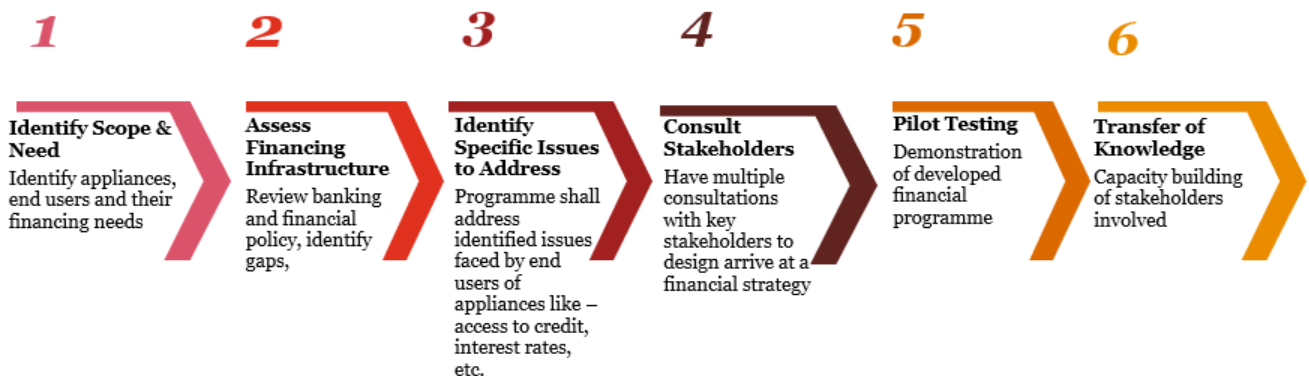 1
2
3
4
5
6
Identify Scope &
Need
Identify appliances,
end users and their
financing needs
Assess
Financing
Infrastructure
Review banking
and financial
policy, identify
gaps,
Identify
Specific Issues
to Address
Programme shall
address
identified issues
faced by end
users of
appliances like –
access to credit,
interest rates,
etc.
Consult
Stakeholders
Have multiple
consultations
with key
stakeholders to
design arrive at a
financial strategy
Pilot Testing
Demonstration
of developed
financial
programme
Transfer of
Knowledge
Capacity building
of stakeholders
involved